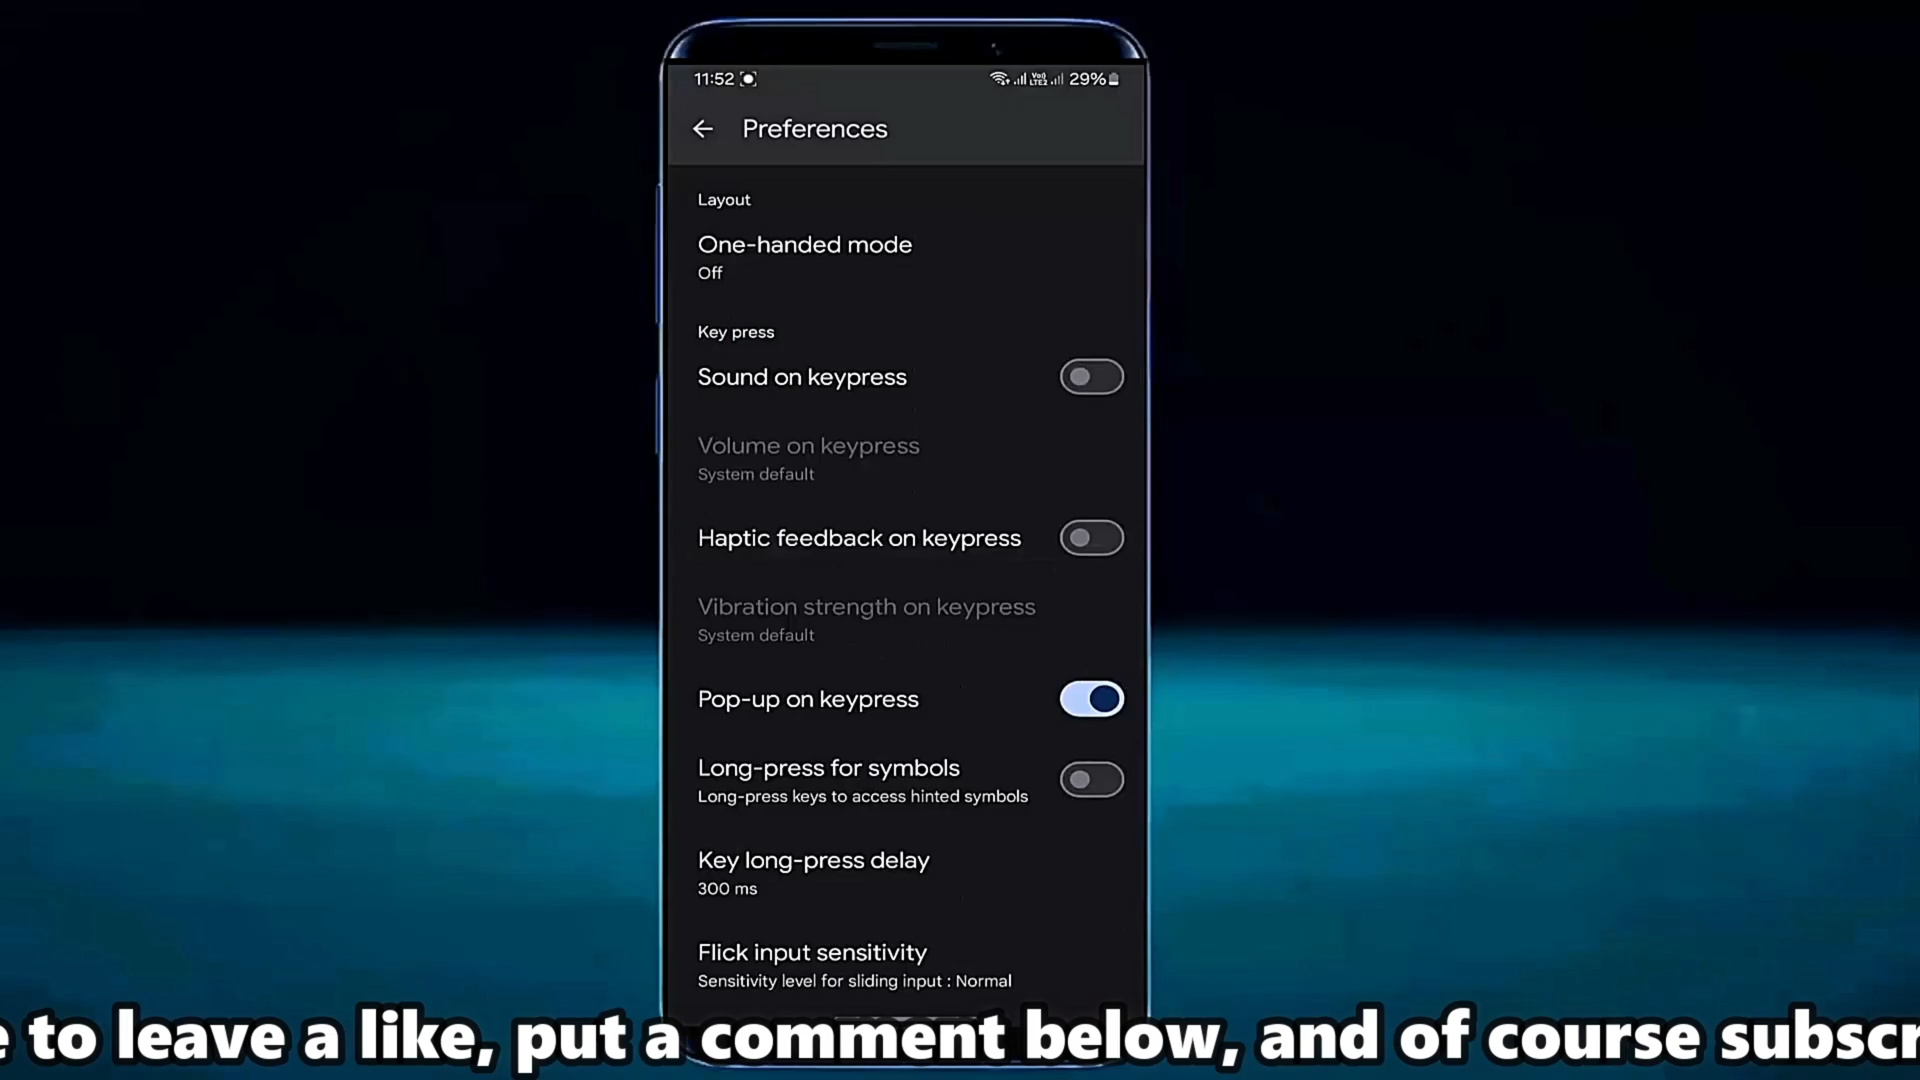 11:52
Vo)) LTE2 29%
Preferences
Layout
One-handed mode
Off
Key press
Sound on keypress
Volume on keypress
System default
Haptic feedback on keypress
Vibration strength on keypress
System default
Pop-up on keypress
Long-press for symbols
Long-press keys to access hinted symbols
Key long-press delay
300 ms
Flick input sensitivity
Sensitivity level for sliding input : Normal
e to leave a like, put a comment below, and of course subscr